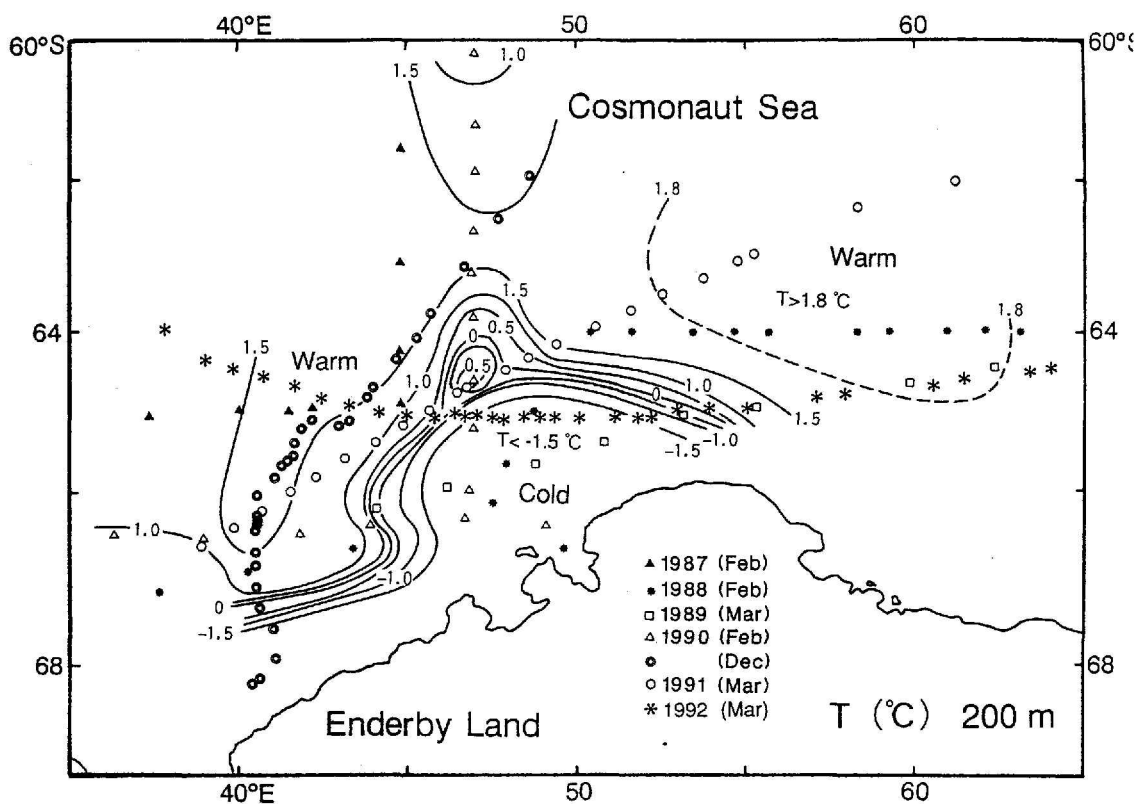 40°E 50 60
60°S 60°S
1.0
1.5
Cosmonaut Sea
1.8
Warm
T>1.8 °C
1.5
0.5
0
1.8
64 64
Warm
1.5
0.5
1.0
1.0
0
1.5
-1.0
-1.5
T< -1.5 °C
Cold
1.0
-1.0
0
-1.5
▲ 1987 (Feb)
• 1988 (Feb)
□ 1989 (Mar)
△ 1990 (Feb)
(Dec)
○ 1991 (Mar)
* 1992 (Mar)
68 68
Enderby Land
T (°C) 200 m
40°E 50 60